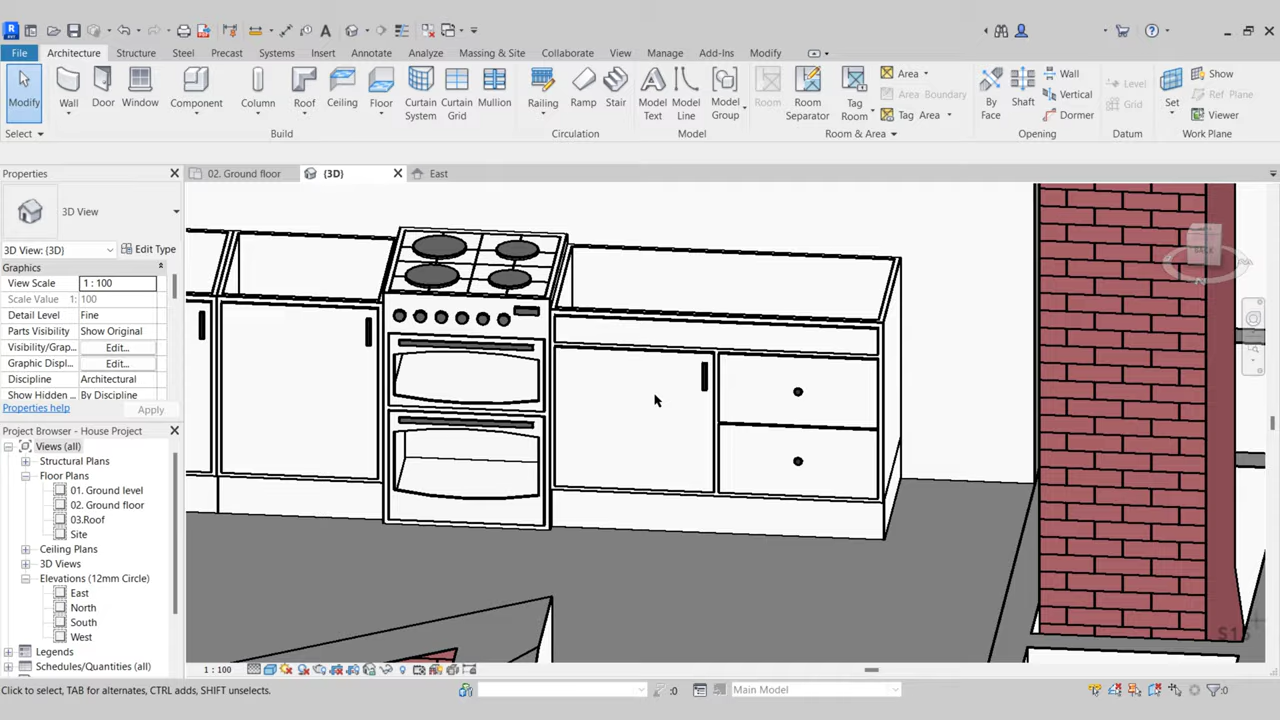 File Architecture Structure Steel Precast Systems Insert Annotate Analyze Massing & Site Collaborate View Manage Add-Ins Modify
Modify Wall Door Window Component Column Roof Ceiling Floor Curtain System Curtain Grid Mullion Railing Ramp Stair Model Text Model Line Model Group Room Room Separator Tag Room By Face Shaft Set
Area Wall Level Show
Area Boundary Vertical Grid Ref Plane
Tag Area Dormer Viewer
Select Build Circulation Model Room & Area Opening Datum Work Plane
Properties
02. Ground floor {3D} East
3D View
3D View: {3D} Edit Type
Graphics
View Scale 1 : 100
Scale Value 1: 100
Detail Level Fine
Parts Visibility Show Original
Visibility/Grap... Edit...
Graphic Displ... Edit...
Discipline Architectural
Show Hidden ... By Discipline
Properties help Apply
Project Browser - House Project
Views (all)
Structural Plans
Floor Plans
01. Ground level
02. Ground floor
03.Roof
Site
Ceiling Plans
3D Views
Elevations (12mm Circle)
East
North
South
West
Legends
Schedules/Quantities (all)
BACK
1 : 100
Click to select, TAB for alternates, CTRL adds, SHIFT unselects.
:0
Main Model
:0